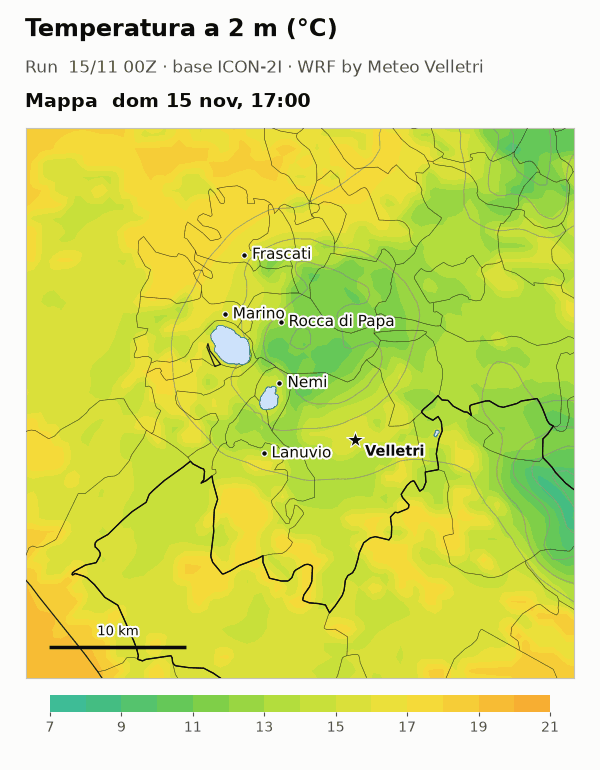 Temperatura a 2 m (°C)
Run 15/11 00Z · base ICON-2I · WRF by Meteo Velletri
Mappa dom 15 nov, 17:00
Frascati
Marino
Rocca di Papa
Nemi
Velletri
Lanuvio
10 km
7 9 11 13 15 17 19 21